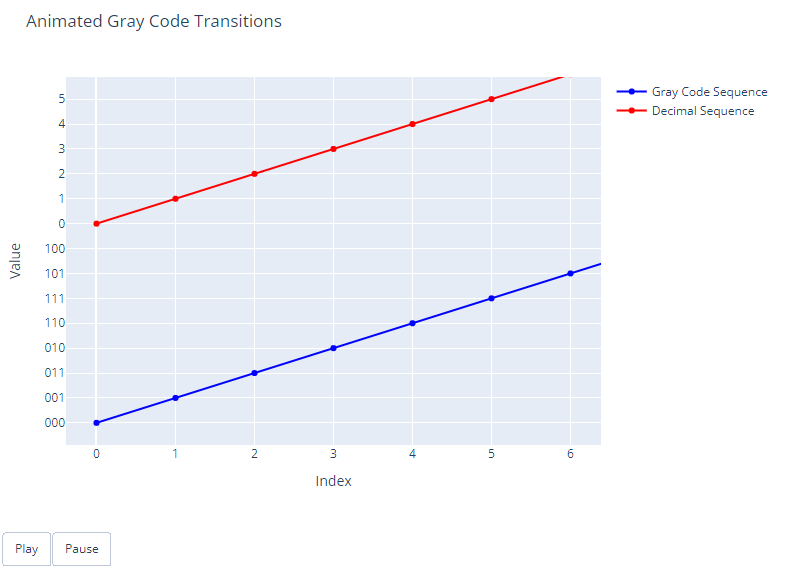 Animated Gray Code Transitions
Gray Code Sequence
Decimal Sequence
5
4
3
2
1
0
100
101
111
110
010
011
001
000
Value
0 1 2 3 4 5 6
Index
Play Pause